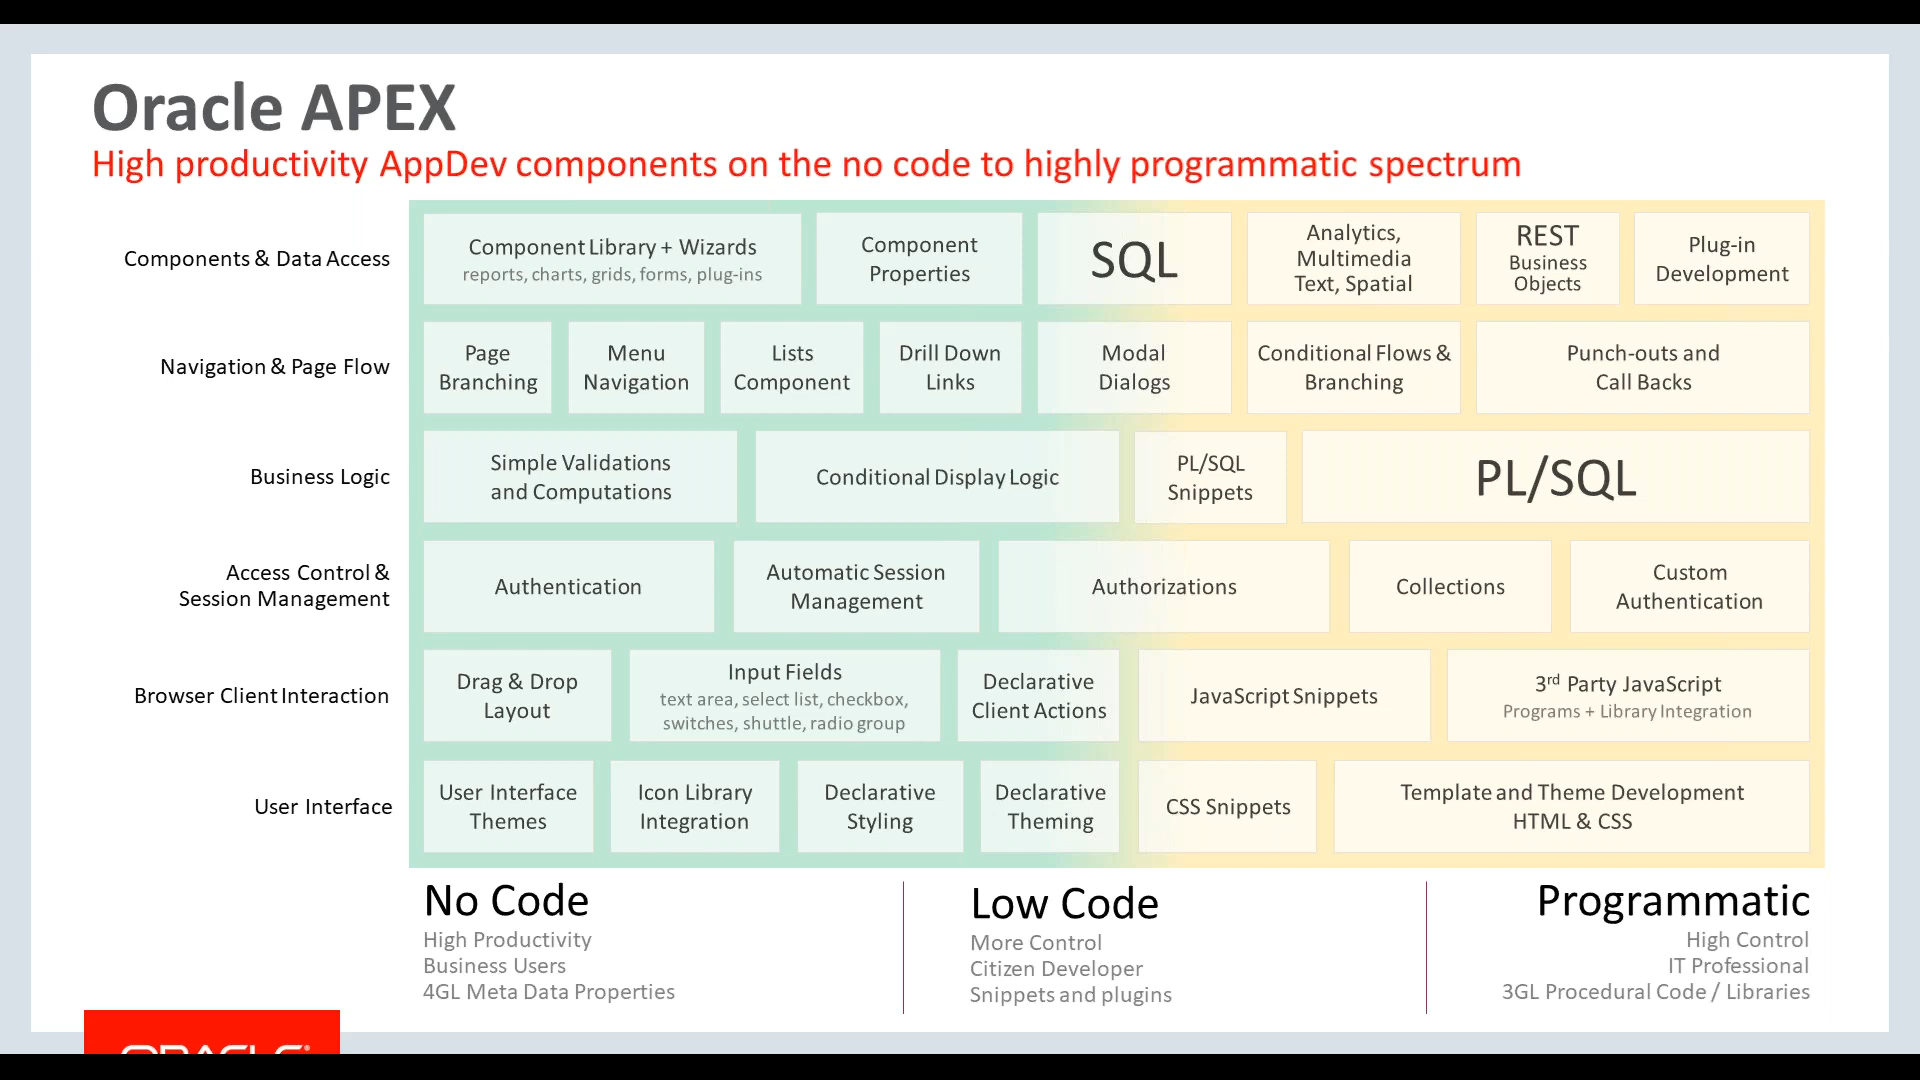 Oracle APEX
High productivity AppDev components on the no code to highly programmatic spectrum
Components & Data Access
Component Library + Wizards
reports, charts, grids, forms, plug-ins
Component
Properties
SQL
Analytics,
Multimedia
Text, Spatial
REST
Business
Objects
Plug-in
Development
Navigation & Page Flow
Page
Branching
Menu
Navigation
Lists
Component
Drill Down
Links
Modal
Dialogs
Conditional Flows &
Branching
Punch-outs and
Call Backs
Business Logic
Simple Validations
and Computations
Conditional Display Logic
PL/SQL
Snippets
PL/SQL
Access Control &
Session Management
Authentication
Automatic Session
Management
Authorizations
Collections
Custom
Authentication
Browser Client Interaction
Drag & Drop
Layout
Input Fields
text area, select list, checkbox,
switches, shuttle, radio group
Declarative
Client Actions
JavaScript Snippets
3rd Party JavaScript
Programs + Library Integration
User Interface
User Interface
Themes
Icon Library
Integration
Declarative
Styling
Declarative
Theming
CSS Snippets
Template and Theme Development
HTML & CSS
No Code
High Productivity
Business Users
4GL Meta Data Properties
Low Code
More Control
Citizen Developer
Snippets and plugins
Programmatic
High Control
IT Professional
3GL Procedural Code / Libraries
ORACLE®